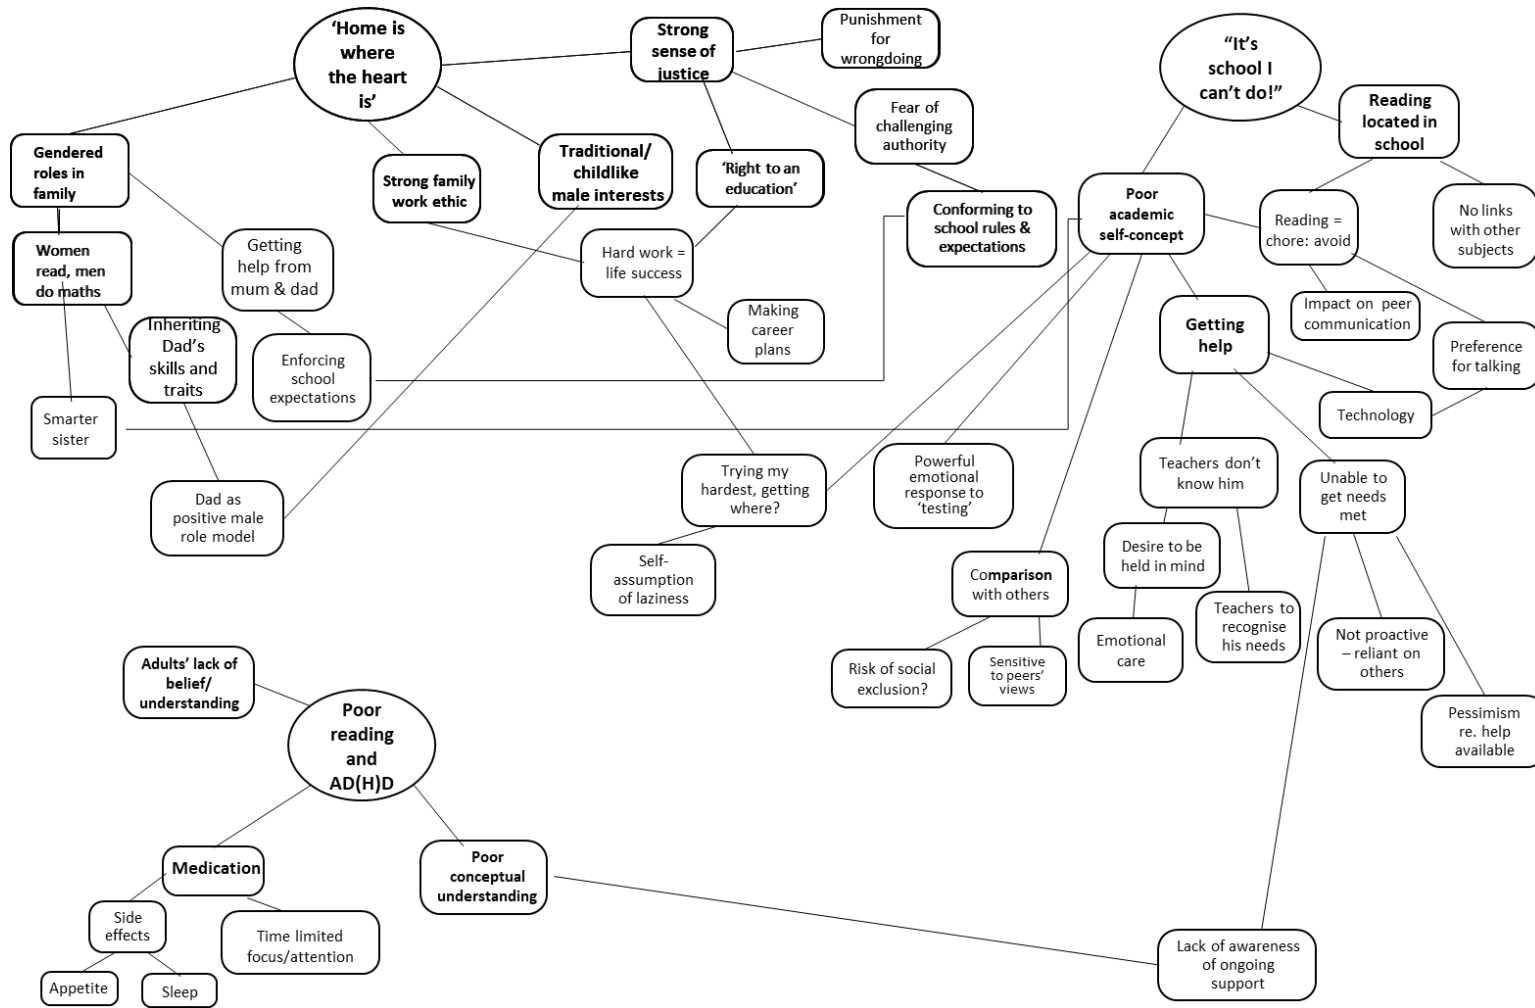 ‘Home is
where
the heart
is’
Strong
sense of
justice
Punishment
for
wrongdoing
“It’s
school I
can’t do!”
Reading
located in
school
Fear of
challenging
authority
Gendered
roles in
family
Strong family
work ethic
Traditional/
childlike
male interests
‘Right to an
education’
Conforming to
school rules &
expectations
Poor
academic
self-concept
Reading =
chore: avoid
No links
with other
subjects
Women
read, men
do maths
Getting
help from
mum & dad
Hard work =
life success
Making
career
plans
Getting
help
Impact on peer
communication
Preference
for talking
Inheriting
Dad’s
skills and
traits
Enforcing
school
expectations
Technology
Smarter
sister
Dad as
positive male
role model
Trying my
hardest, getting
where?
Powerful
emotional
response to
‘testing’
Teachers don’t
know him
Unable to
get needs
met
Self-
assumption
of laziness
Comparison
with others
Desire to be
held in mind
Teachers to
recognise
his needs
Emotional
care
Not proactive
– reliant on
others
Risk of social
exclusion?
Sensitive
to peers’
views
Pessimism
re. help
available
Adults’ lack of
belief/
understanding
Poor
reading
and
AD(H)D
Medication
Poor
conceptual
understanding
Side
effects
Time limited
focus/attention
Appetite
Sleep
Lack of awareness
of ongoing
support